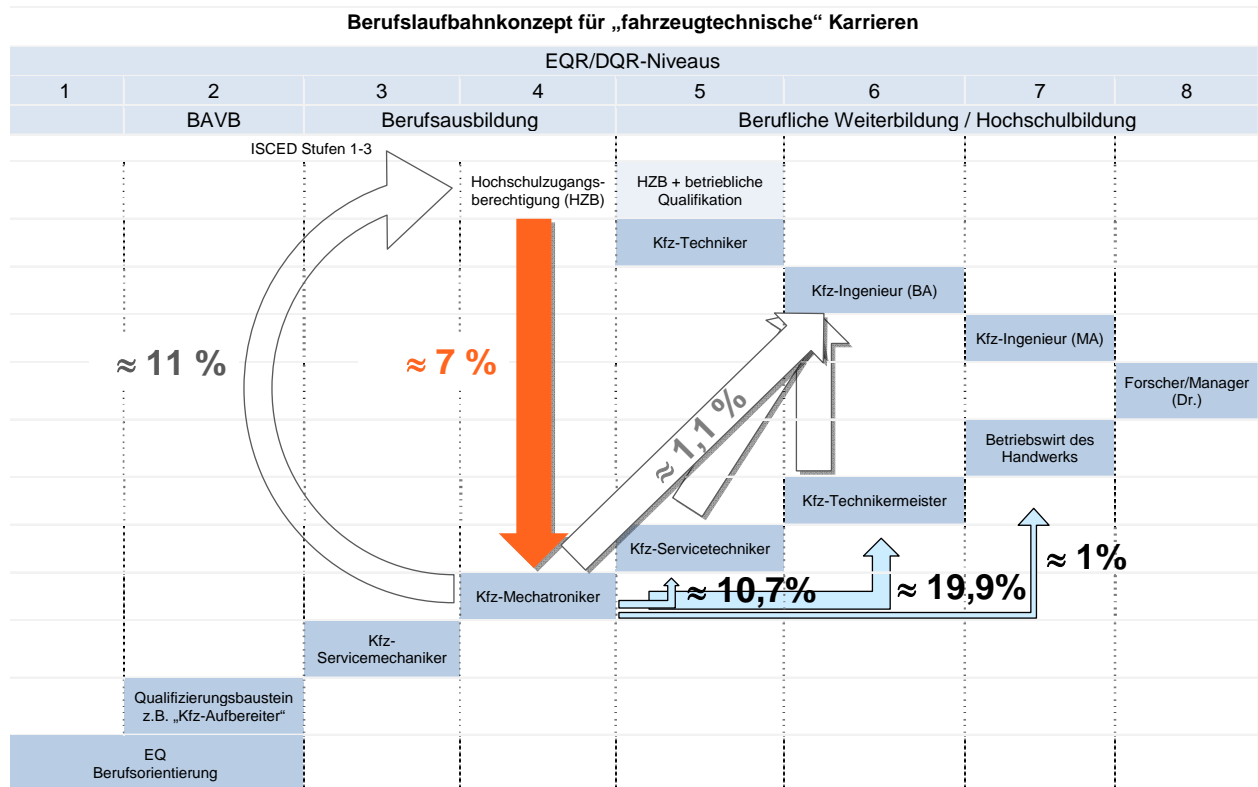 Berufslaufbahnkonzept für „fahrzeugtechnische“ Karrieren
EQR/DQR-Niveaus
1 2 3 4 5 6 7 8
BAVB Berufsausbildung Berufliche Weiterbildung / Hochschulbildung
ISCED Stufen 1-3
Hochschulzugangs-
berechtigung (HZB)
HZB + betriebliche
Qualifikation
Kfz-Techniker
Kfz-Ingenieur (BA)
≈ 11 %
≈ 7 %
Kfz-Ingenieur (MA)
Forscher/Manager
(Dr.)
≈ 1,1 %
Betriebswirt des
Handwerks
Kfz-Technikermeister
Kfz-Servicetechniker
≈ 1%
Kfz-Mechatroniker
≈ 10,7%
≈ 19,9%
Kfz-
Servicemechaniker
Qualifizierungsbaustein
z.B. „Kfz-Aufbereiter“
EQ
Berufsorientierung